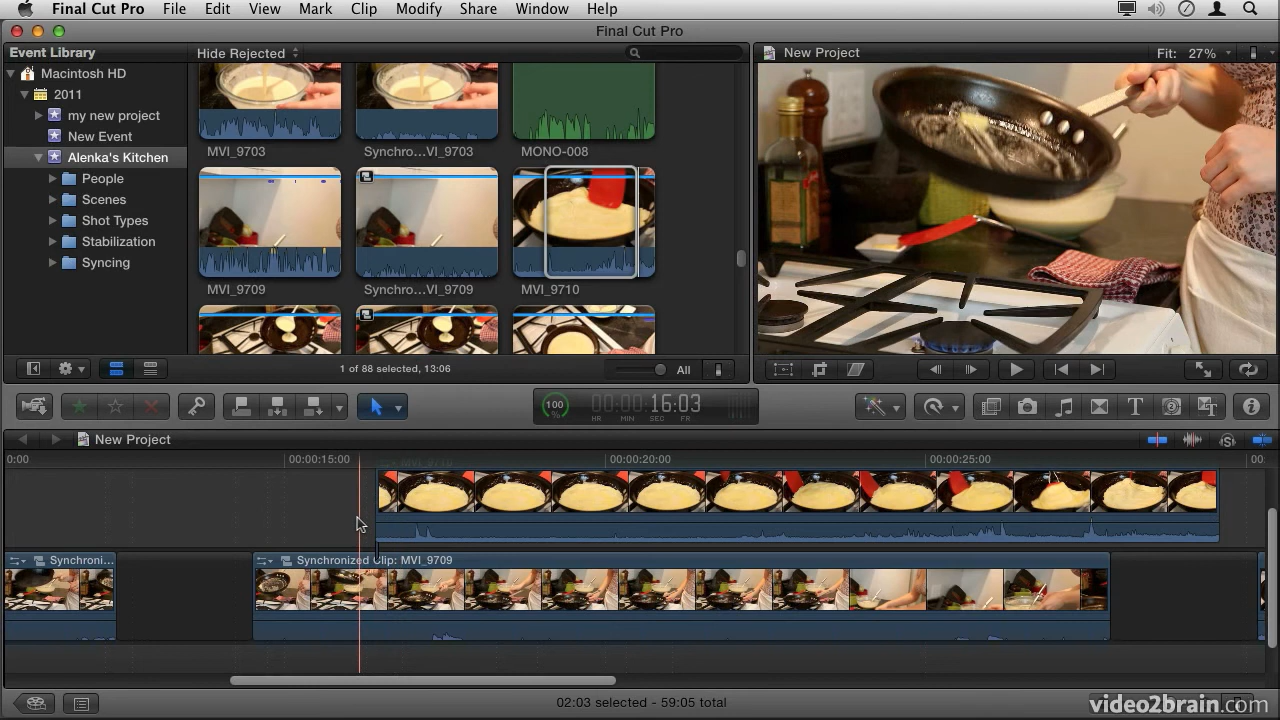 Final Cut Pro File Edit View Mark Clip Modify Share Window Help
Final Cut Pro
Event Library
Hide Rejected
New Project
Fit: 27%
Macintosh HD
2011
my new project
New Event
Alenka's Kitchen
People
Scenes
Shot Types
Stabilization
Syncing
MVI_9703
Synchro...VI_9703
MONO-008
MVI_9709
Synchro...VI_9709
MVI_9710
1 of 88 selected, 13:06
All
100
%
00:00:16:03
HR MIN SEC FR
New Project
0:00
00:00:15:00
00:00:20:00
00:00:25:00
00:
MVI_9710
Synchroni...
Synchronized Clip: MVI_9709
02:03 selected - 59:05 total
video2brain.com